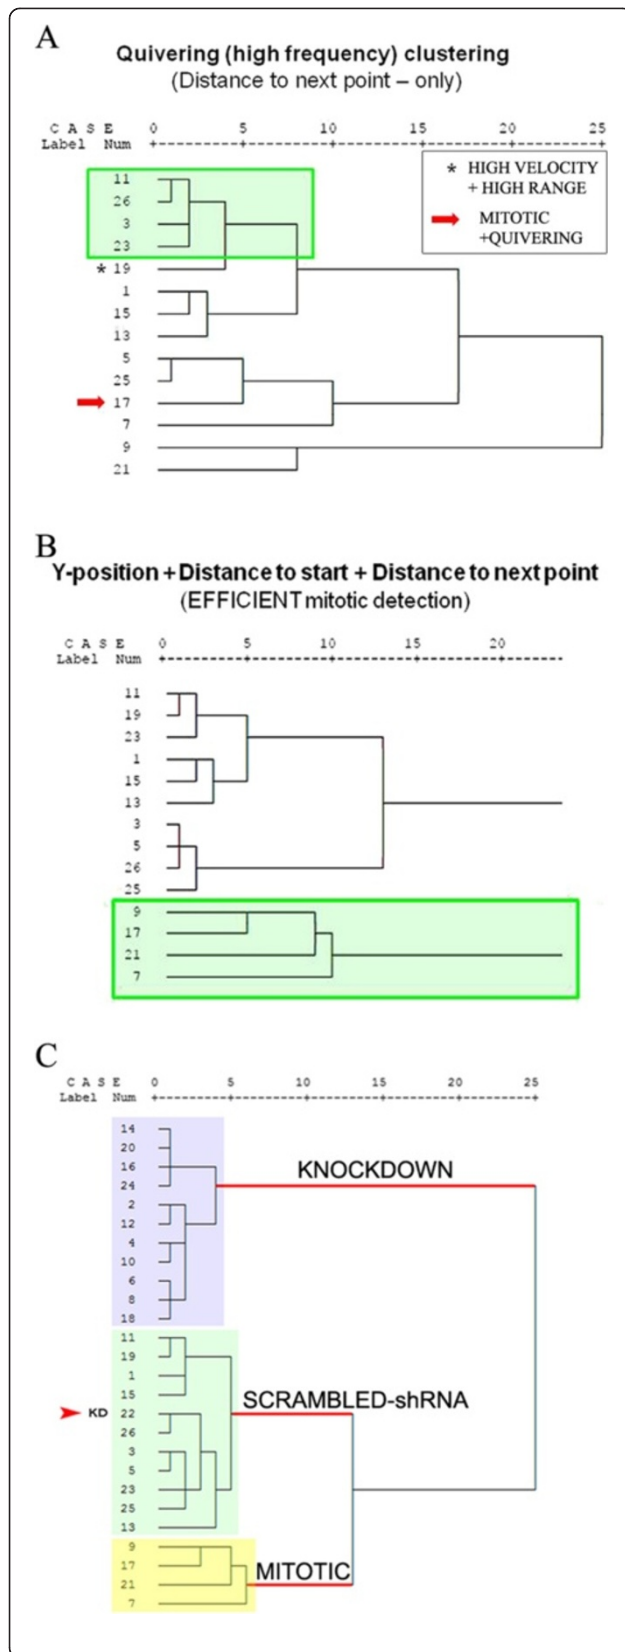 A
Quivering (high frequency) clustering
(Distance to next point – only)
C A S E 0 5 10 15 20 25
Label Num
* HIGH VELOCITY
+ HIGH RANGE
MITOTIC
+QUIVERING
11
26
3
23
* 19
1
15
13
5
25
17
7
9
21
B
Y-position + Distance to start + Distance to next point
(EFFICIENT mitotic detection)
C A S E 0 5 10 15 20
Label Num
11
19
23
1
15
13
3
5
26
25
9
17
21
7
C
C A S E 0 5 10 15 20 25
Label Num
14
20
16 KNOCKDOWN
24
2
12
4
10
6
8
18
11
19
1
15 SCRAMBLED-shRNA
KD 22
26
3
5
23
25
13
9
17 MITOTIC
21
7